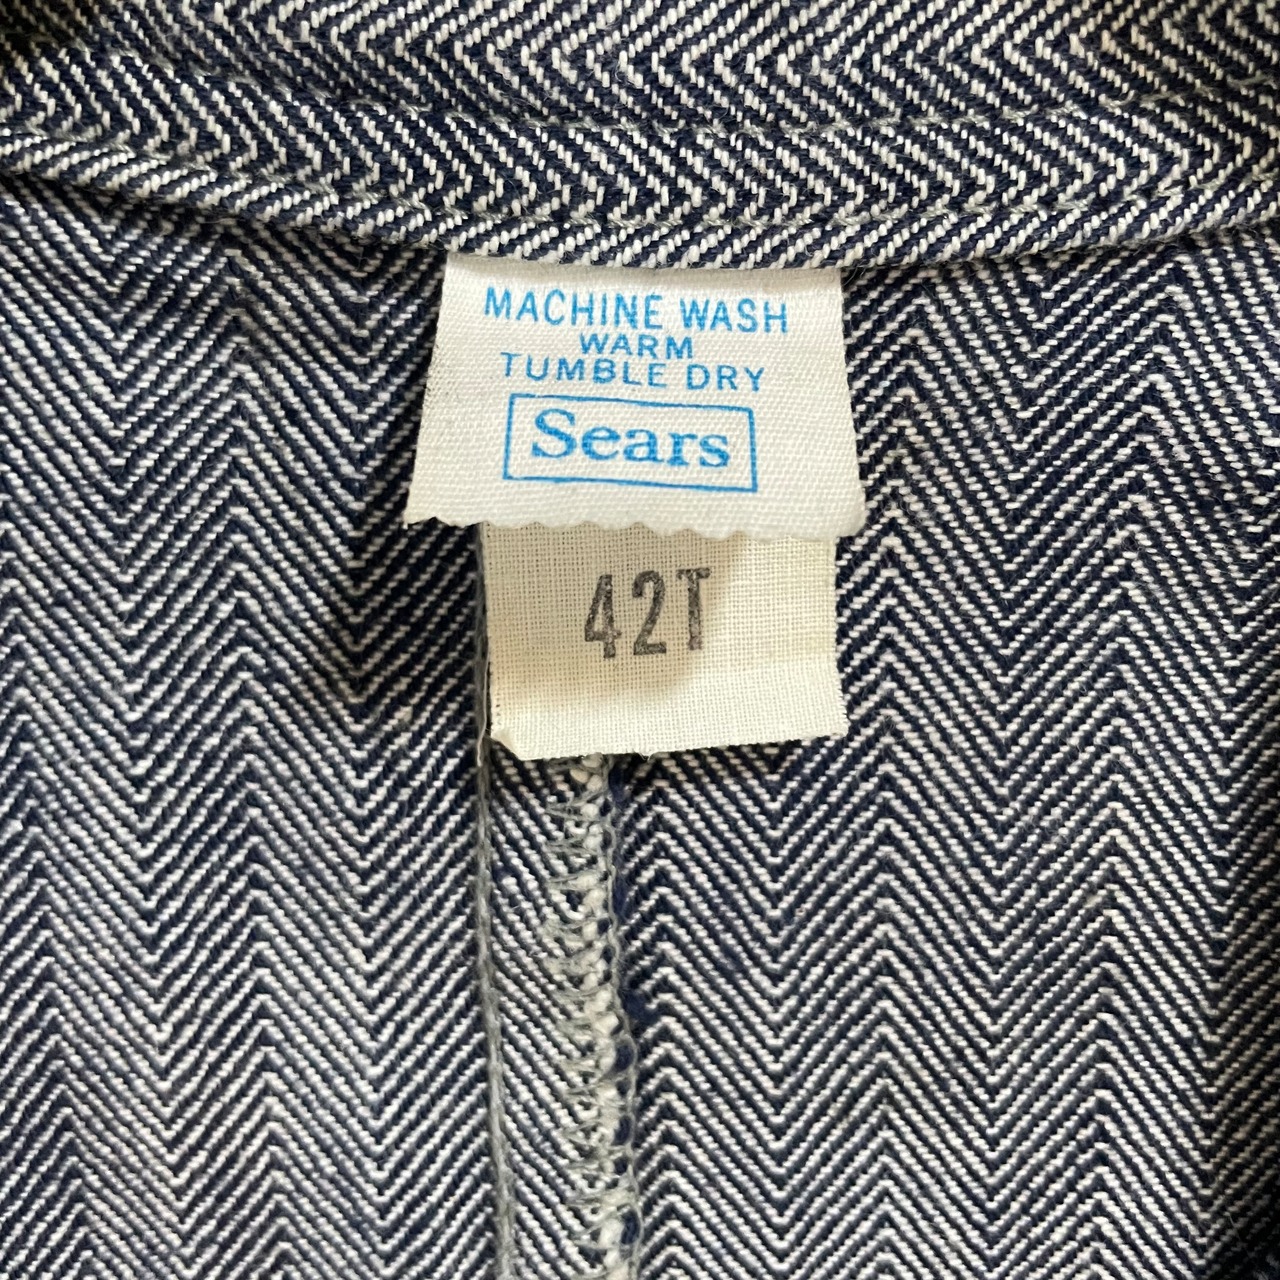 MACHINE WASH
WARM
TUMBLE DRY
Sears
42T